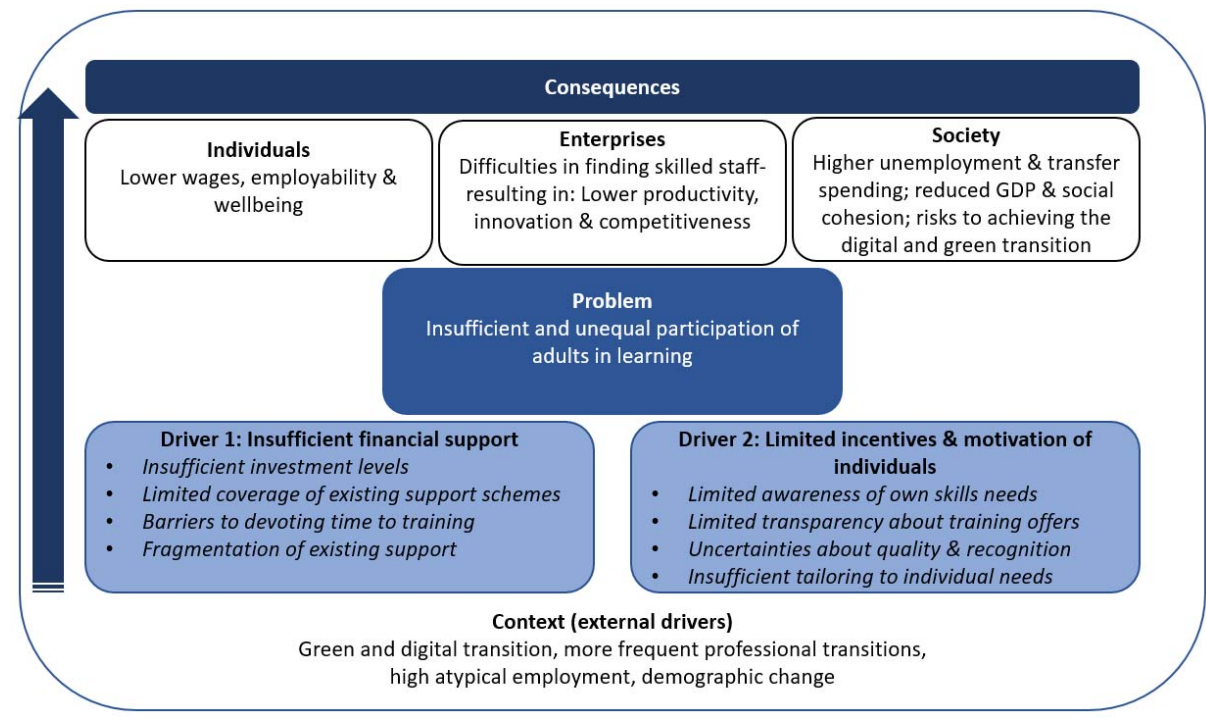 Consequences
Individuals
Lower wages, employability &
wellbeing
Enterprises
Difficulties in finding skilled staff-
resulting in: Lower productivity,
innovation & competitiveness
Society
Higher unemployment & transfer
spending; reduced GDP & social
cohesion; risks to achieving the
digital and green transition
Problem
Insufficient and unequal participation of
adults in learning
Driver 1: Insufficient financial support
• Insufficient investment levels
• Limited coverage of existing support schemes
• Barriers to devoting time to training
• Fragmentation of existing support
Driver 2: Limited incentives & motivation of
individuals
• Limited awareness of own skills needs
• Limited transparency about training offers
• Uncertainties about quality & recognition
• Insufficient tailoring to individual needs
Context (external drivers)
Green and digital transition, more frequent professional transitions,
high atypical employment, demographic change